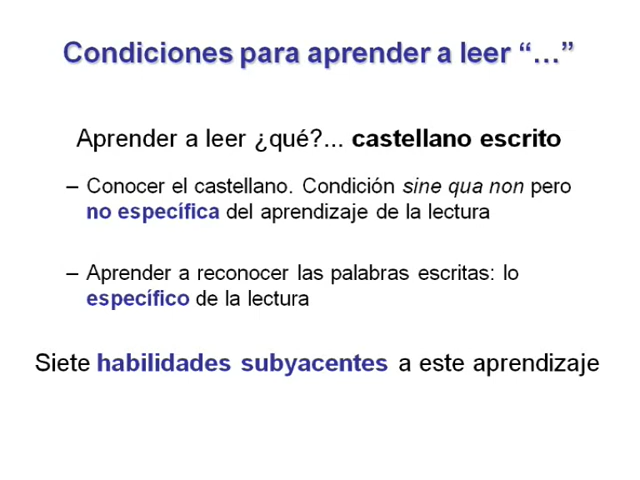 Condiciones para aprender a leer “…”
Aprender a leer ¿qué?... castellano escrito
– Conocer el castellano. Condición sine qua non pero
no específica del aprendizaje de la lectura
– Aprender a reconocer las palabras escritas: lo
específico de la lectura
Siete habilidades subyacentes a este aprendizaje